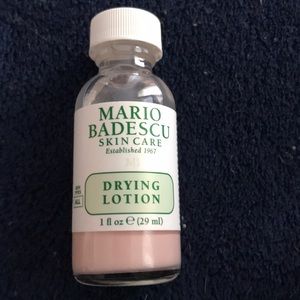 MARIO
BADESCU
SKIN CARE
Established 1967
DRYING
LOTION
1 fl oz ℮ (29 ml)